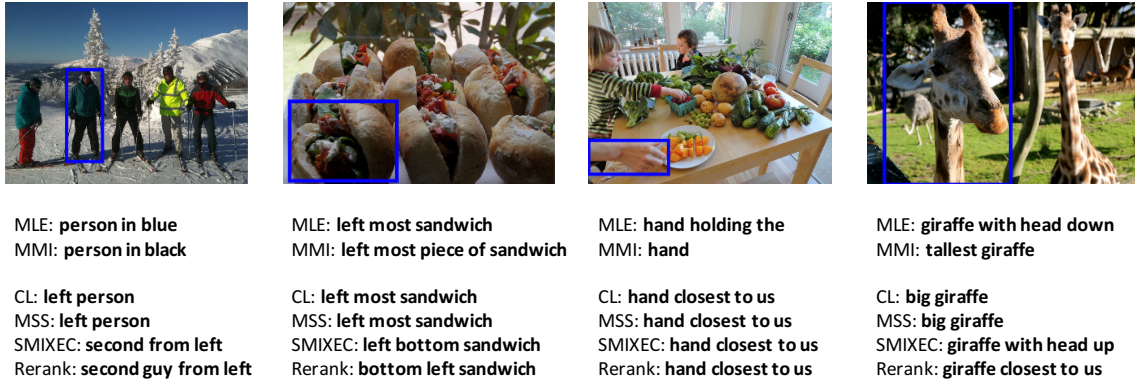 MLE: person in blue
MMI: person in black
CL: left person
MSS: left person
SMIXEC: second from left
Rerank: second guy from left
MLE: left most sandwich
MMI: left most piece of sandwich
CL: left most sandwich
MSS: left most sandwich
SMIXEC: left bottom sandwich
Rerank: bottom left sandwich
MLE: hand holding the
MMI: hand
CL: hand closest to us
MSS: hand closest to us
SMIXEC: hand closest to us
Rerank: hand closest to us
MLE: giraffe with head down
MMI: tallest giraffe
CL: big giraffe
MSS: big giraffe
SMIXEC: giraffe with head up
Rerank: giraffe closest to us